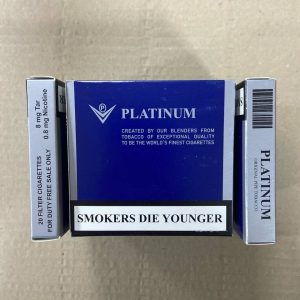 8 mg Tar
0.8 mg Nicotine
20 FILTER CIGARETTES
FOR DUTY FREE SALE ONLY
PLATINUM
CREATED BY OUR BLENDERS FROM
TOBACCO OF EXCEPTIONAL QUALITY
TO BE THE WORLD'S FINEST CIGARETTES
SMOKERS DIE YOUNGER
PLATINUM